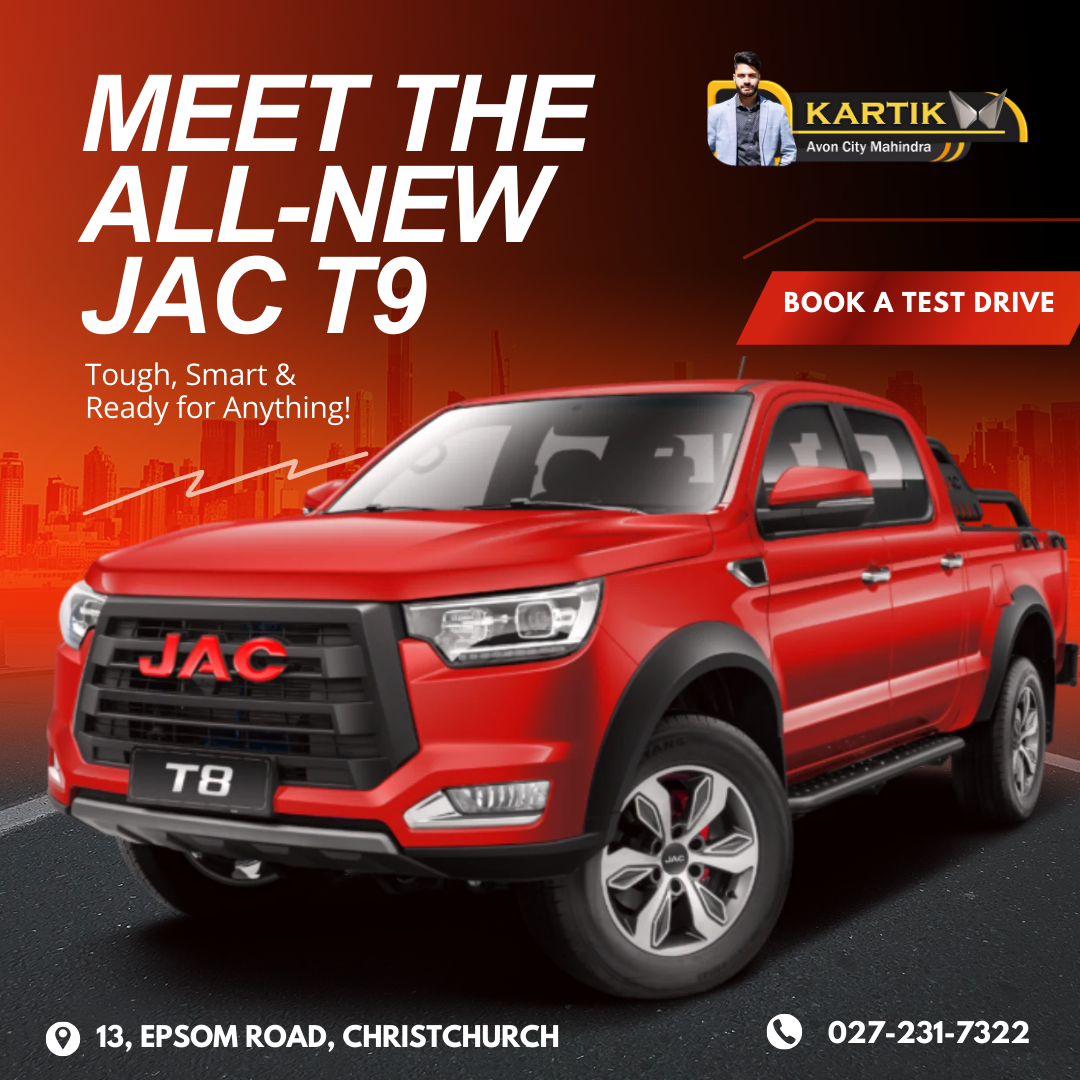 MEET THE
ALL-NEW
JAC T9
Tough, Smart &
Ready for Anything!
KARTIK
Avon City Mahindra
BOOK A TEST DRIVE
JAC
T8
JAC
13, EPSOM ROAD, CHRISTCHURCH
027-231-7322